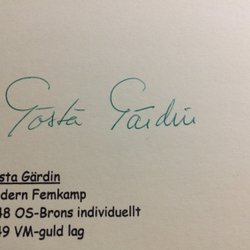 Gösta Gärdin
sta Gärdin
dern Femkamp
48 OS-Brons individuellt
49 VM-guld lag